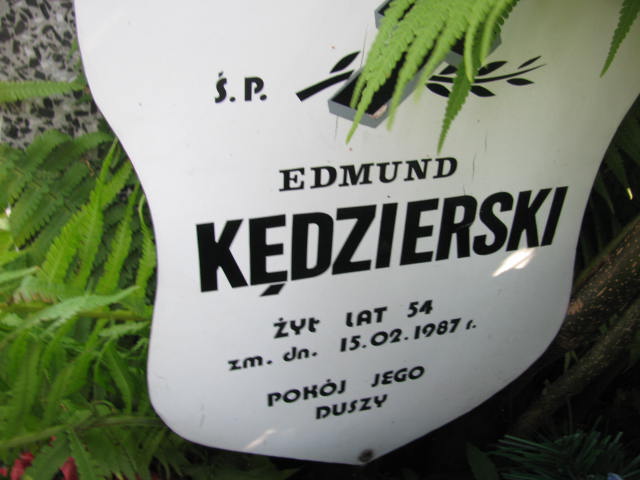 Ś.P.
EDMUND
KĘDZIERSKI
ŻYŁ LAT 54
zm. dn. 15.02.1987 r.
POKÓJ JEGO
DUSZY